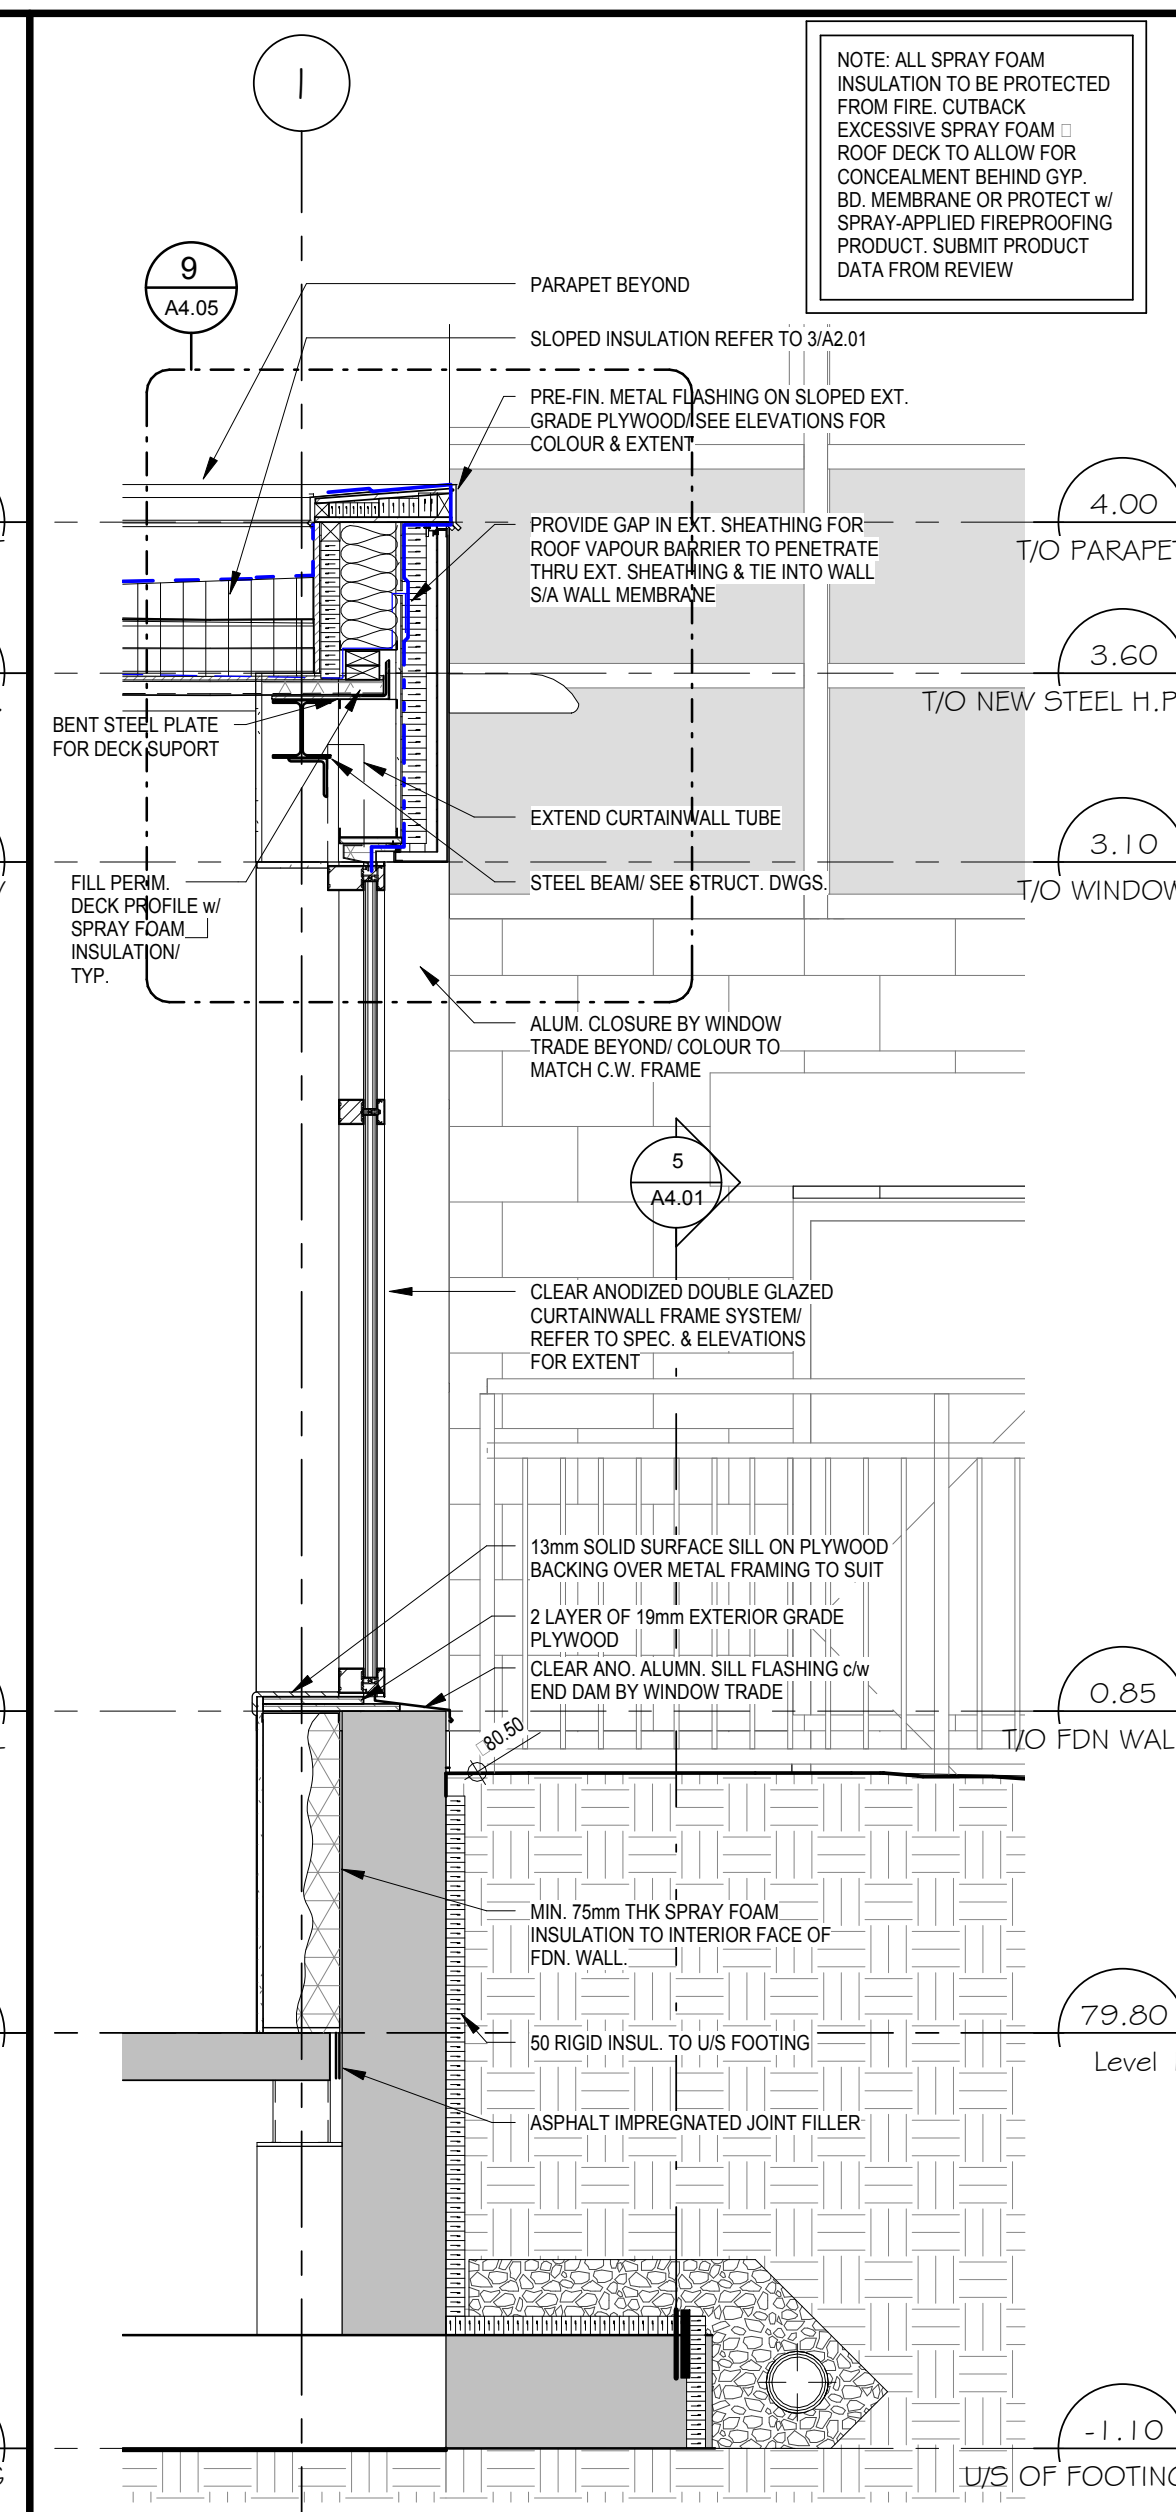 I
NOTE: ALL SPRAY FOAM
INSULATION TO BE PROTECTED
FROM FIRE. CUTBACK
EXCESSIVE SPRAY FOAM □
ROOF DECK TO ALLOW FOR
CONCEALMENT BEHIND GYP.
BD. MEMBRANE OR PROTECT w/
SPRAY-APPLIED FIREPROOFING
PRODUCT. SUBMIT PRODUCT
DATA FROM REVIEW
9
A4.05
PARAPET BEYOND
SLOPED INSULATION REFER TO 3/A2.01
PRE-FIN. METAL FLASHING ON SLOPED EXT.
GRADE PLYWOOD/ SEE ELEVATIONS FOR
COLOUR & EXTENT
4.00
T/O PARAPET
PROVIDE GAP IN EXT. SHEATHING FOR
ROOF VAPOUR BARRIER TO PENETRATE
THRU EXT. SHEATHING & TIE INTO WALL
S/A WALL MEMBRANE
3.60
T/O NEW STEEL H.P
BENT STEEL PLATE
FOR DECK SUPORT
EXTEND CURTAINWALL TUBE
3.10
T/O WINDOW
STEEL BEAM/ SEE STRUCT. DWGS.
FILL PERIM.
DECK PROFILE w/
SPRAY FOAM
INSULATION/
TYP.
ALUM. CLOSURE BY WINDOW
TRADE BEYOND/ COLOUR TO
MATCH C.W. FRAME
5
A4.01
CLEAR ANODIZED DOUBLE GLAZED
CURTAINWALL FRAME SYSTEM/
REFER TO SPEC. & ELEVATIONS
FOR EXTENT
13mm SOLID SURFACE SILL ON PLYWOOD
BACKING OVER METAL FRAMING TO SUIT
2 LAYER OF 19mm EXTERIOR GRADE
PLYWOOD
CLEAR ANO. ALUMN. SILL FLASHING c/w
END DAM BY WINDOW TRADE
0.85
T/O FDN WAL
□80.50
MIN. 75mm THK SPRAY FOAM
INSULATION TO INTERIOR FACE OF
FDN. WALL.
79.80
Level
50 RIGID INSUL. TO U/S FOOTING
ASPHALT IMPREGNATED JOINT FILLER
-1.10
U/S OF FOOTING